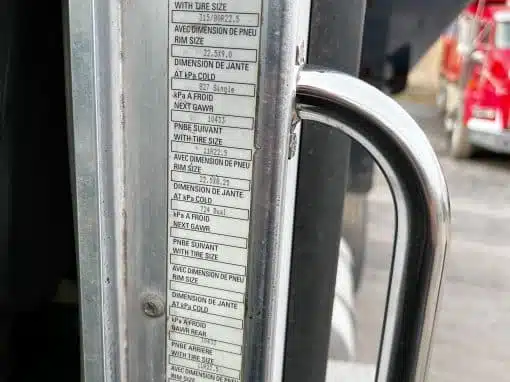 WITH TIRE SIZE
315/80R22.5
AVEC DIMENSION DE PNEU
RIM SIZE
22.5X9.0
DIMENSION DE JANTE
AT kPa COLD
827 Single
kPa A FROID
NEXT GAWR
10433
PNBE SUIVANT
WITH TIRE SIZE
11R22.5
AVEC DIMENSION DE PNEU
RIM SIZE
22.5X8.25
DIMENSION DE JANTE
AT kPa COLD
724 Dual
kPa A FROID
NEXT GAWR
PNBE SUIVANT
WITH TIRE SIZE
AVEC DIMENSION DE PNEU
RIM SIZE
DIMENSION DE JANTE
AT kPa COLD
kPa A FROID
GAWR REAR
10433
PNBE ARRIERE
WITH TIRE SIZE
11R22.5